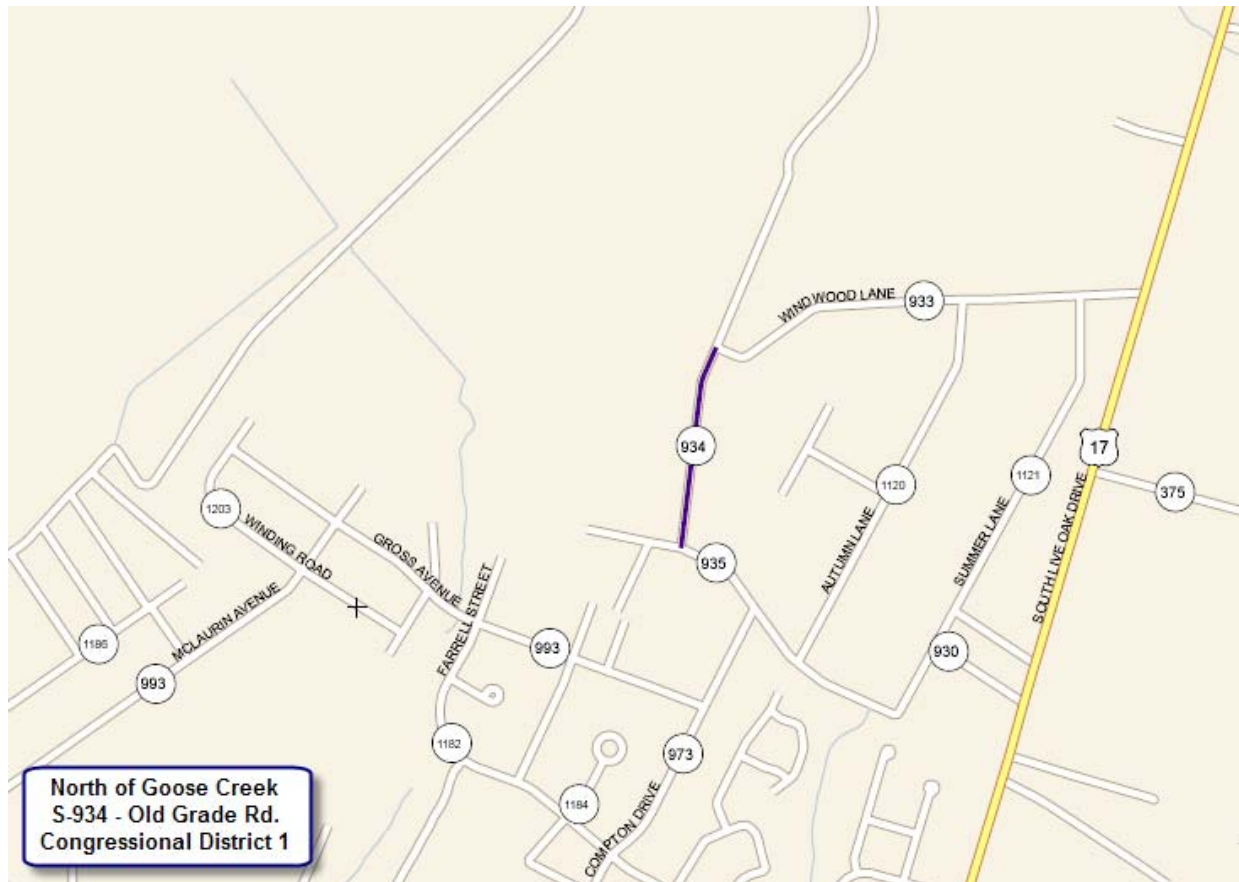 WINDWOOD LANE
933
934
17
1120
1121
375
1203
WINDING ROAD
GROSS AVENUE
AUTUMN LANE
SUMMER LANE
SOUTH LIVE OAK DRIVE
935
FARRELL STREET
MCLAURIN AVENUE
1186
993
993
930
1182
973
1184
COMPTON DRIVE
North of Goose Creek
S-934 - Old Grade Rd.
Congressional District 1